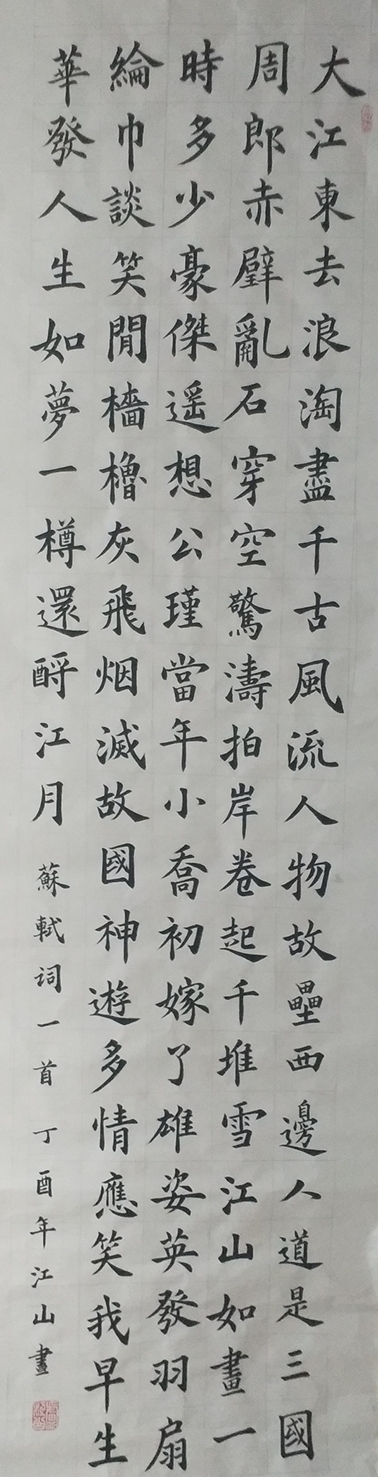 大江東去浪淘盡千古風流人物故壘西邊人道是三國
周郎赤壁亂石穿空驚濤拍岸卷起千堆雪江山如畫一
時多少豪傑遥想公瑾當年小喬初嫁了雄姿英發羽扇
綸巾談笑閒檣櫓灰飛烟滅故國神遊多情應笑我早生
華發人生如夢一樽還酹江月 蘇軾詞一首 丁酉年江山書